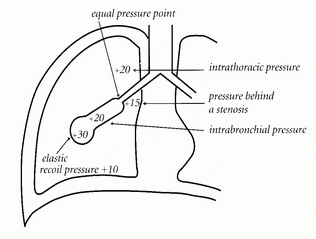 equal pressure point
+20
intrathoracic pressure
+15
pressure behind
a stenosis
+20
intrabronchial pressure
+30
elastic
recoil pressure +10